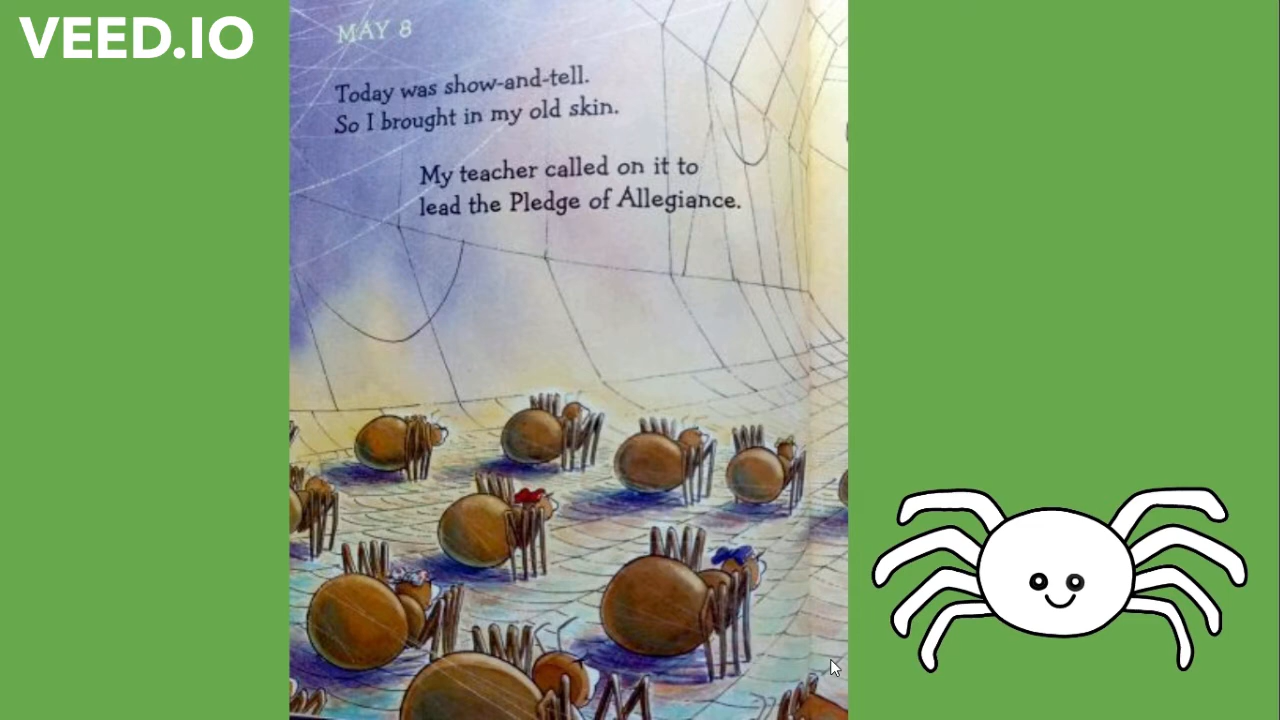 VEED.IO
MAY 8
Today was show-and-tell.
So I brought in my old skin.
My teacher called on it to
lead the Pledge of Allegiance.